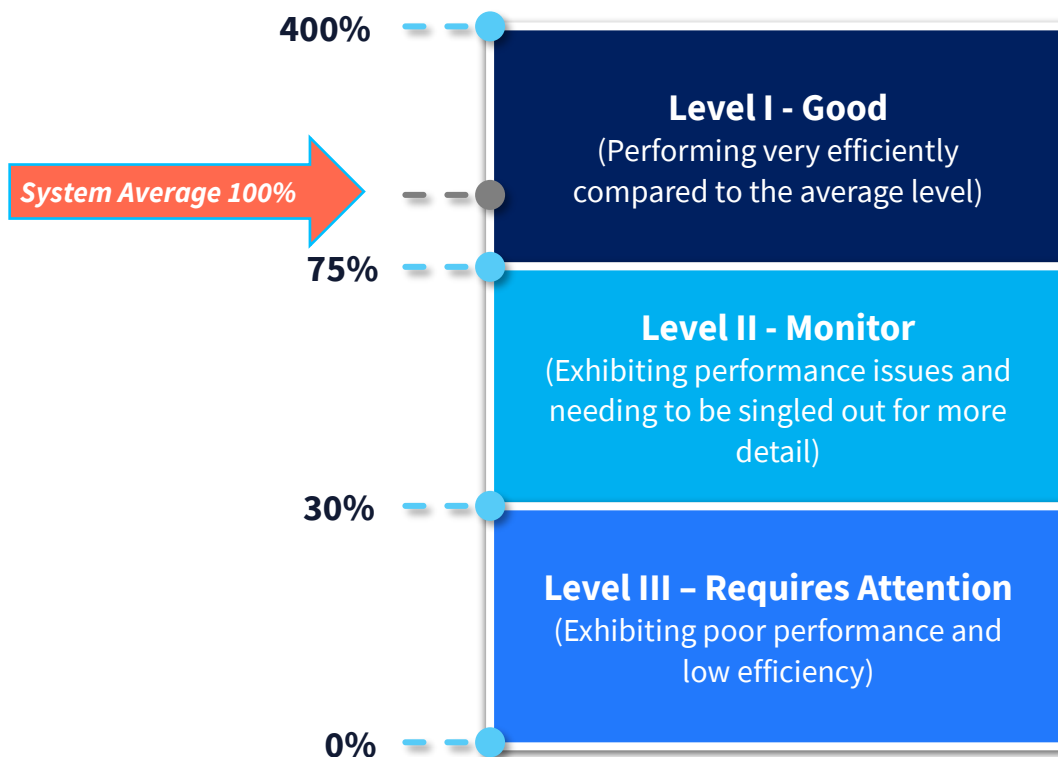 400%
Level I - Good
(Performing very efficiently
compared to the average level)
System Average 100%
75%
Level II - Monitor
(Exhibiting performance issues and
needing to be singled out for more
detail)
30%
Level III – Requires Attention
(Exhibiting poor performance and
low efficiency)
0%